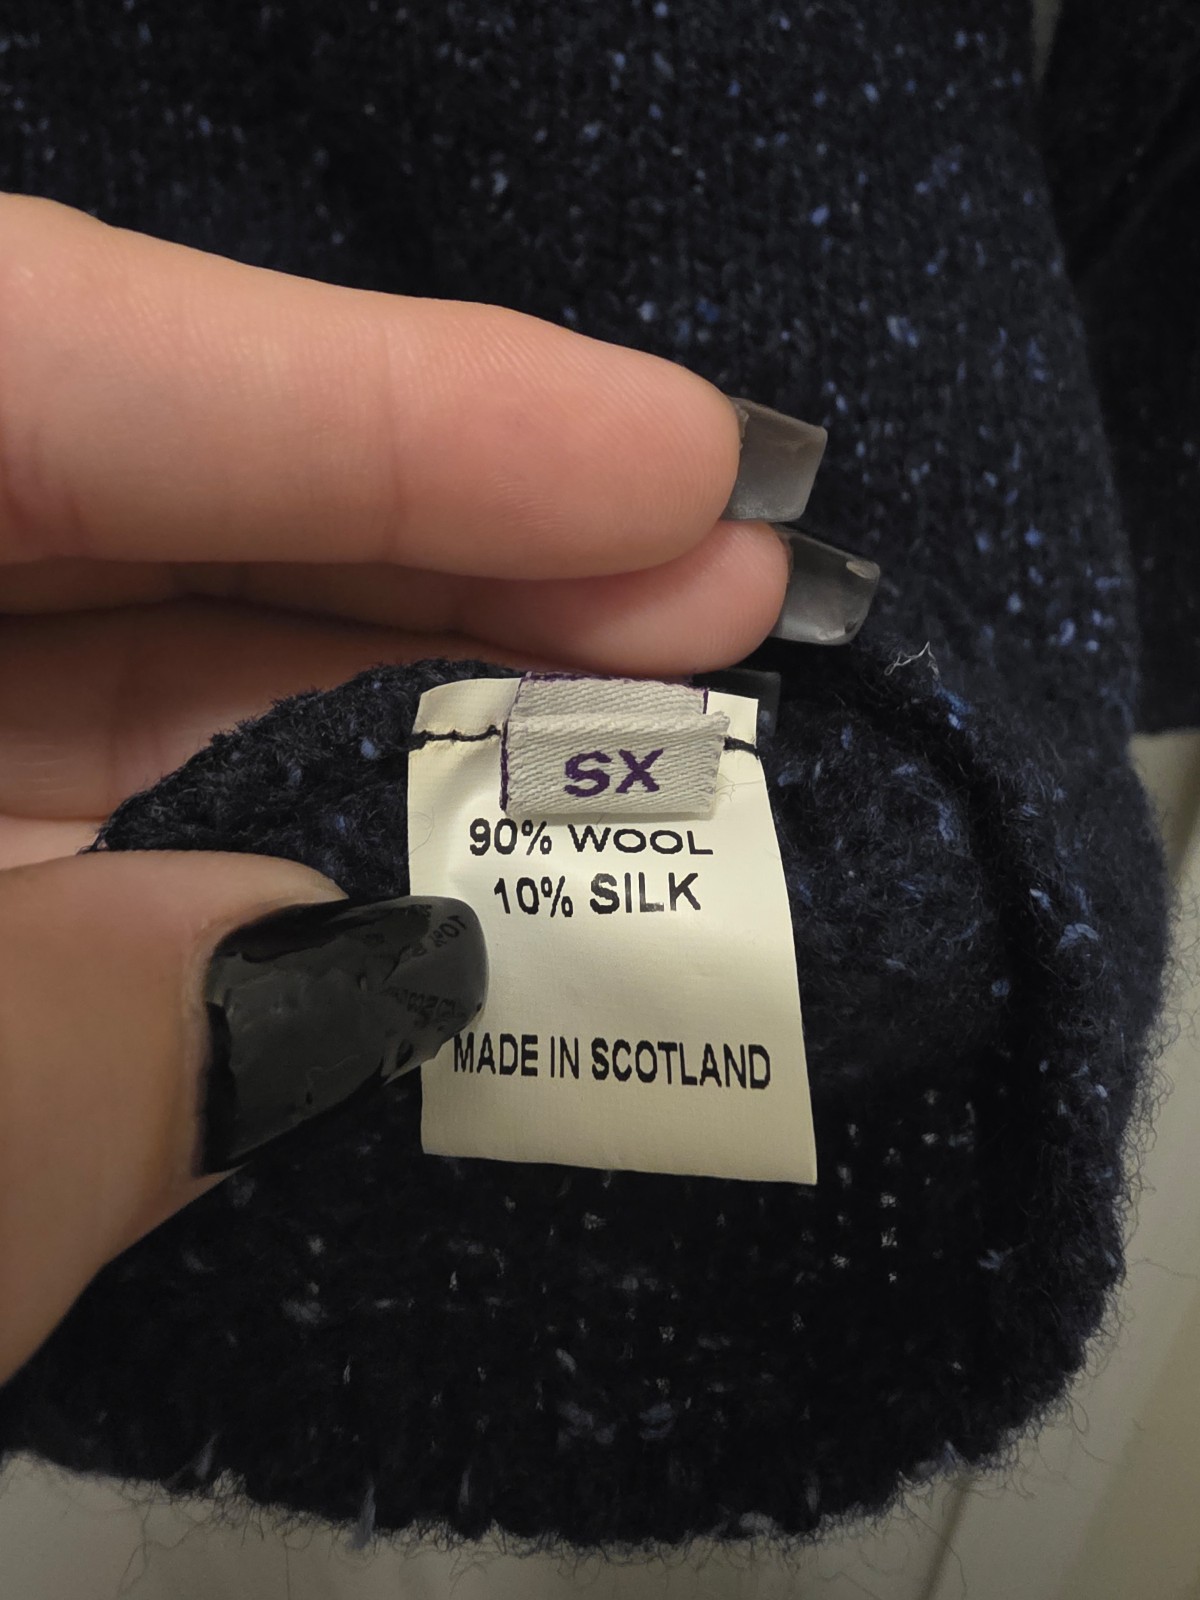 SX
90% WOOL
10% SILK
MADE IN SCOTLAND